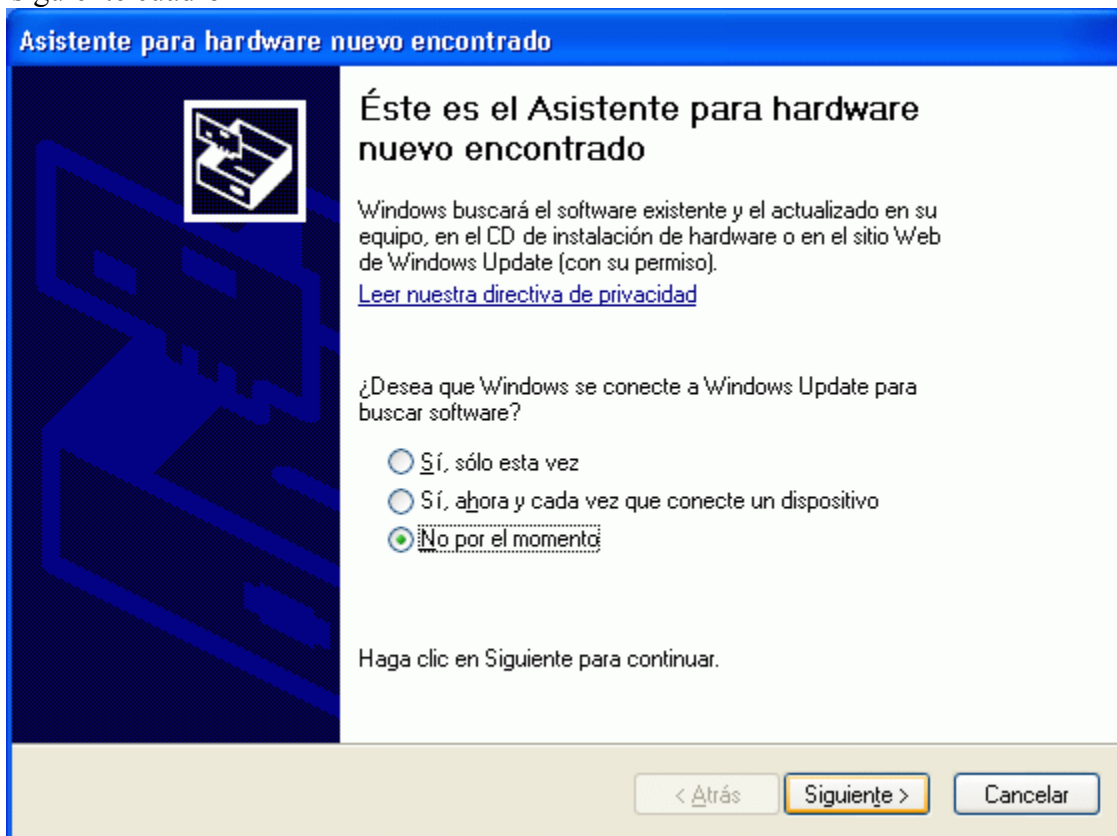 siguiente cuadro
Asistente para hardware nuevo encontrado
Éste es el Asistente para hardware
nuevo encontrado
Windows buscará el software existente y el actualizado en su
equipo, en el CD de instalación de hardware o en el sitio Web
de Windows Update (con su permiso).
Leer nuestra directiva de privacidad
¿Desea que Windows se conecte a Windows Update para
buscar software?
Sí, sólo esta vez
Sí, ahora y cada vez que conecte un dispositivo
No por el momento
Haga clic en Siguiente para continuar.
< Atrás Siguiente > Cancelar